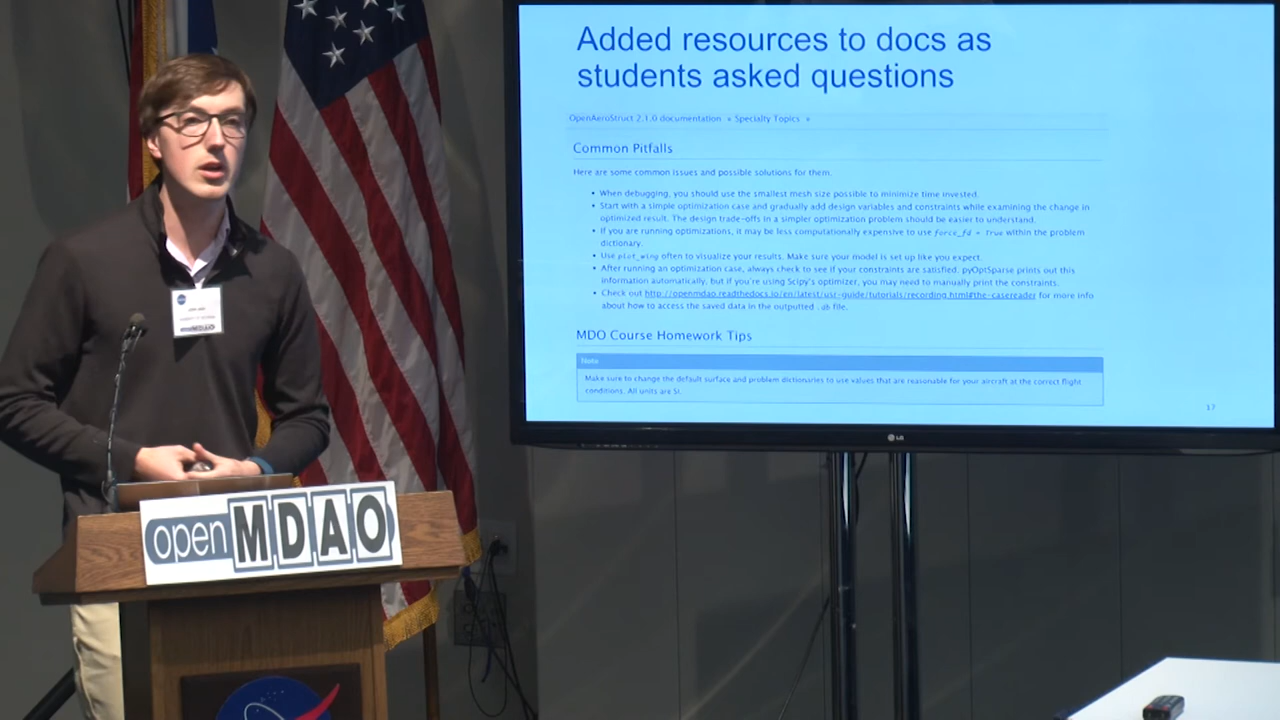 Added resources to docs as
students asked questions
OpenAeroStruct 2.1.0 documentation » Specialty Topics »
Common Pitfalls
Here are some common issues and possible solutions for them.
• When debugging, you should use the smallest mesh size possible to minimize time invested.
• Start with a simple optimization case and gradually add design variables and constraints while examining the change in
optimized result. The design trade-offs in a simpler optimization problem should be easier to understand.
• If you are running optimizations, it may be less computationally expensive to use force_fd = True within the problem
dictionary.
• Use plot_wing often to visualize your results. Make sure your model is set up like you expect.
• After running an optimization case, always check to see if your constraints are satisfied. pyOptSparse prints out this
information automatically, but if you're using Scipy's optimizer, you may need to manually print the constraints.
• Check out http://openmdao.readthedocs.io/en/latest/usr-guide/tutorials/recording.html#the-casereader for more info
about how to access the saved data in the outputted .db file.
MDO Course Homework Tips
Note
Make sure to change the default surface and problem dictionaries to use values that are reasonable for your aircraft at the correct flight
conditions. All units are SI.
17
LG
openMDAO
openMDAO